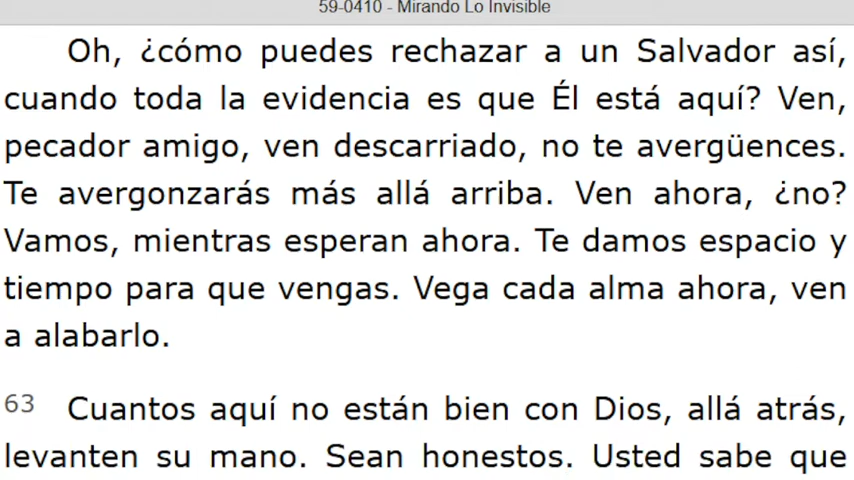 59-0410 - Mirando Lo Invisible
Oh, ¿cómo puedes rechazar a un Salvador así,
cuando toda la evidencia es que Él está aquí? Ven,
pecador amigo, ven descarriado, no te avergüences.
Te avergonzarás más allá arriba. Ven ahora, ¿no?
Vamos, mientras esperan ahora. Te damos espacio y
tiempo para que vengas. Vega cada alma ahora, ven
a alabarlo.
63 Cuantos aquí no están bien con Dios, allá atrás,
levanten su mano. Sean honestos. Usted sabe que